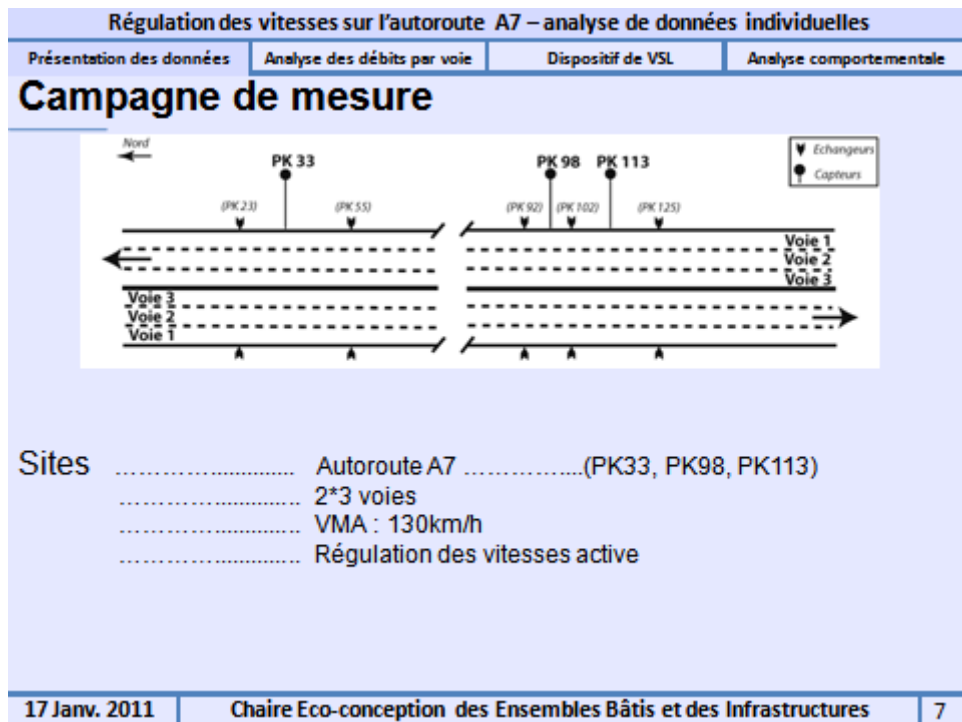 Régulation des vitesses sur l'autoroute A7 – analyse de données individuelles
Présentation des données
Analyse des débits par voie
Dispositif de VSL
Analyse comportementale
Campagne de mesure
Nord
PK 33
PK 98 PK 113
Echangeurs
Capteurs
(PK 23)
(PK 55)
(PK 92) (PK 102)
(PK 125)
Voie 1
Voie 2
Voie 3
Voie 3
Voie 2
Voie 1
Sites ………….............. Autoroute A7 …………....(PK33, PK98, PK113)
………….............. 2*3 voies
………….............. VMA : 130km/h
………….............. Régulation des vitesses active
17 Janv. 2011
Chaire Eco-conception des Ensembles Bâtis et des Infrastructures
7